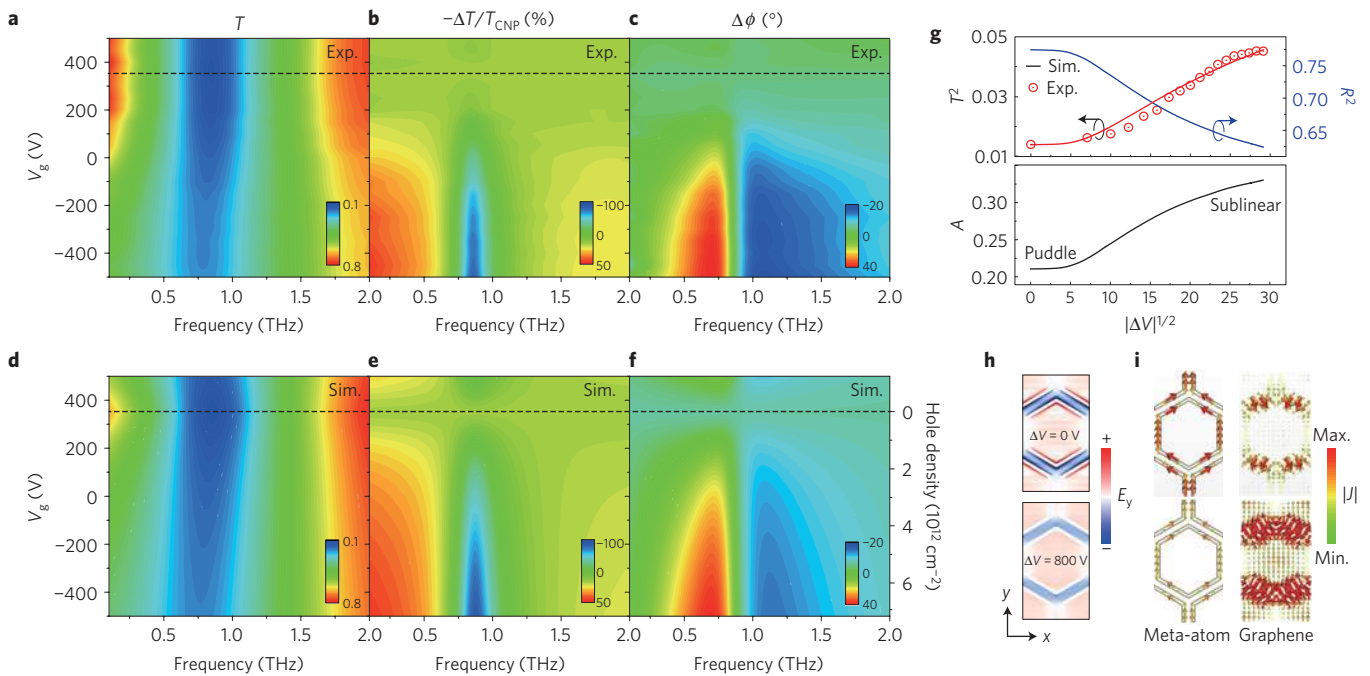 a T b −ΔT/T_CNP (%) c Δϕ (°)
Exp. Exp. Exp.
400
200
0
−200
−400
V_g (V)
0.1
0.8
−100
0
50
−20
0
40
0.5 1.0 1.5 2.0 0.5 1.0 1.5 2.0 0.5 1.0 1.5 2.0
Frequency (THz) Frequency (THz) Frequency (THz)
d e f
Sim. Sim. Sim.
400
200
0
−200
−400
V_g (V)
0.1
0.8
−100
0
50
−20
0
40
0
2
4
6
Hole density (10^12 cm^−2)
0.5 1.0 1.5 2.0 0.5 1.0 1.5 2.0 0.5 1.0 1.5 2.0
Frequency (THz) Frequency (THz) Frequency (THz)
g
0.05
0.03
0.01
T^2
Sim.
Exp.
0.75
0.70
0.65
R^2
0.30
0.25
0.20
A
Puddle
Sublinear
0 5 10 15 20 25 30
|ΔV|^1/2
h i
ΔV = 0 V
ΔV = 800 V
+
E_y
−
y
x
Max.
|J|
Min.
Meta-atom Graphene